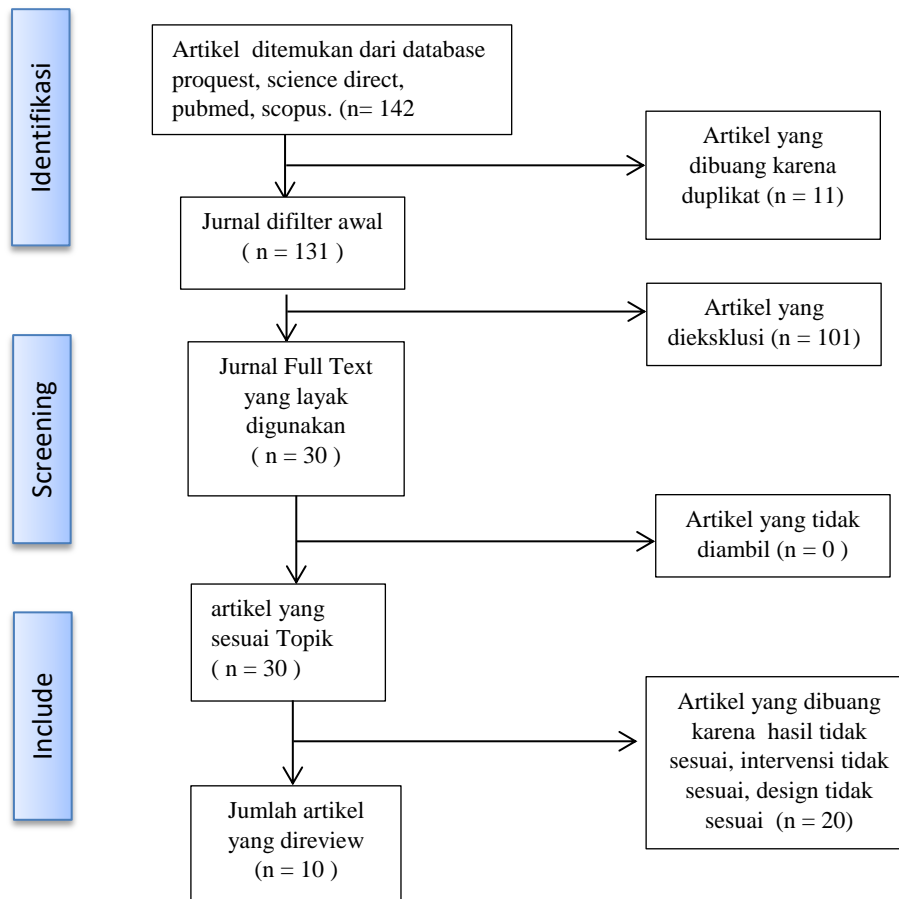 Identifikasi
Artikel ditemukan dari database
proquest, science direct,
pubmed, scopus. (n= 142
Artikel yang
dibuang karena
duplikat (n = 11)
Jurnal difilter awal
( n = 131 )
Artikel yang
dieksklusi (n = 101)
Screening
Jurnal Full Text
yang layak
digunakan
( n = 30 )
Artikel yang tidak
diambil (n = 0 )
Include
artikel yang
sesuai Topik
( n = 30 )
Artikel yang dibuang
karena hasil tidak
sesuai, intervensi tidak
sesuai, design tidak
sesuai (n = 20)
Jumlah artikel
yang direview
(n = 10 )